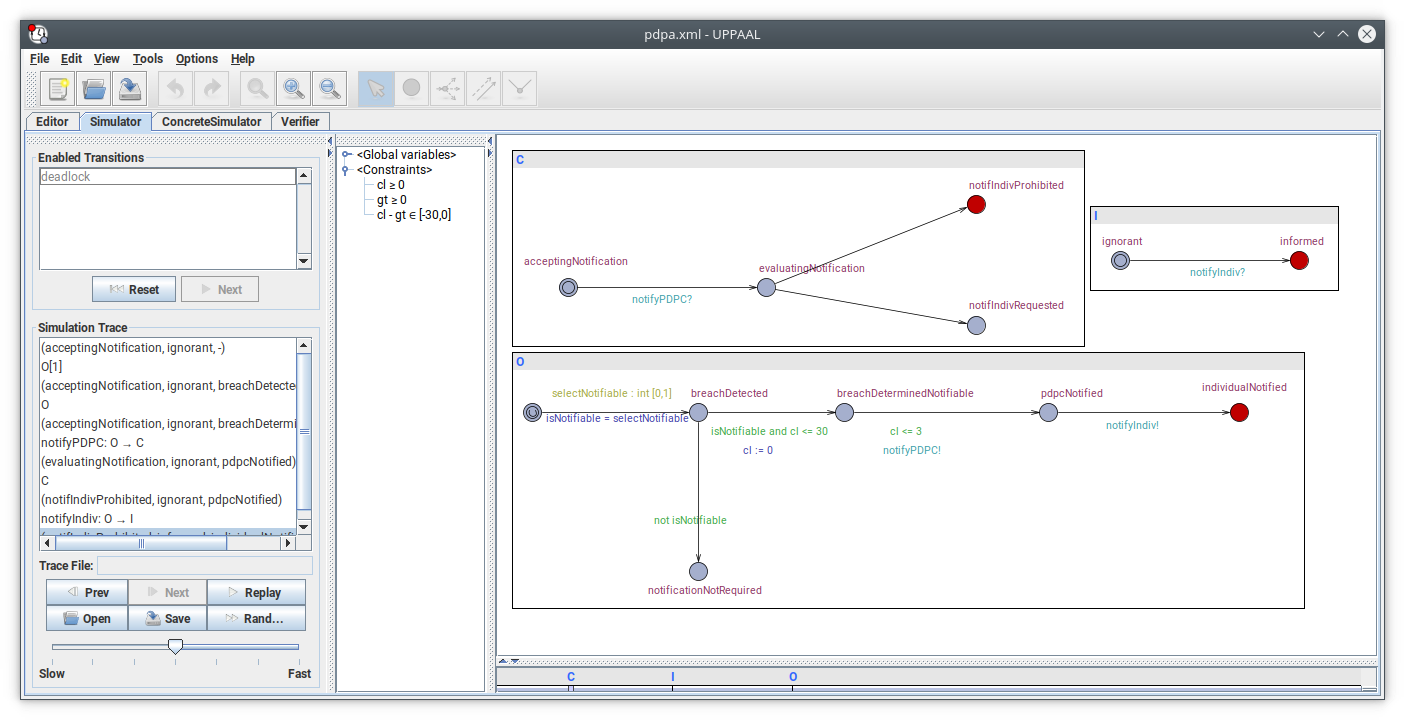 pdpa.xml - UPPAAL
File Edit View Tools Options Help
Editor Simulator ConcreteSimulator Verifier
Enabled Transitions
deadlock
Reset Next
Simulation Trace
(acceptingNotification, ignorant, -)
O[1]
(acceptingNotification, ignorant, breachDetecte
O
(acceptingNotification, ignorant, breachDetermi
notifyPDPC: O → C
(evaluatingNotification, ignorant, pdpcNotified)
C
(notifIndivProhibited, ignorant, pdpcNotified)
notifyIndiv: O → I
Trace File:
Prev Next Replay
Open Save Rand...
Slow Fast
<Global variables>
<Constraints>
cl ≥ 0
gt ≥ 0
cl - gt ∈ [-30,0]
C
notifIndivProhibited
acceptingNotification
evaluatingNotification
notifyPDPC?
notifIndivRequested
I
ignorant informed
notifyIndiv?
O
selectNotifiable : int [0,1]
isNotifiable = selectNotifiable
breachDetected
breachDeterminedNotifiable
pdpcNotified
individualNotified
isNotifiable and cl <= 30
cl := 0
cl <= 3
notifyPDPC!
notifyIndiv!
not isNotifiable
notificationNotRequired
C I O